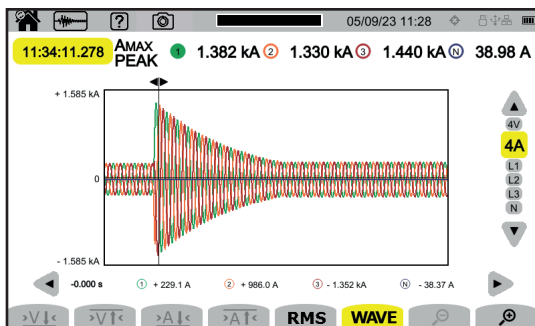 05/09/23 11:28
11:34:11.278 AMAX PEAK 1 1.382 kA 2 1.330 kA 3 1.440 kA N 38.98 A
+ 1.585 kA
0
- 1.585 kA
4V
4A
L1
L2
L3
N
-0.000 s 1 + 229.1 A 2 + 986.0 A 3 - 1.352 kA N - 38.37 A
>V↓< >V↑< >A↓< >A↑< RMS WAVE